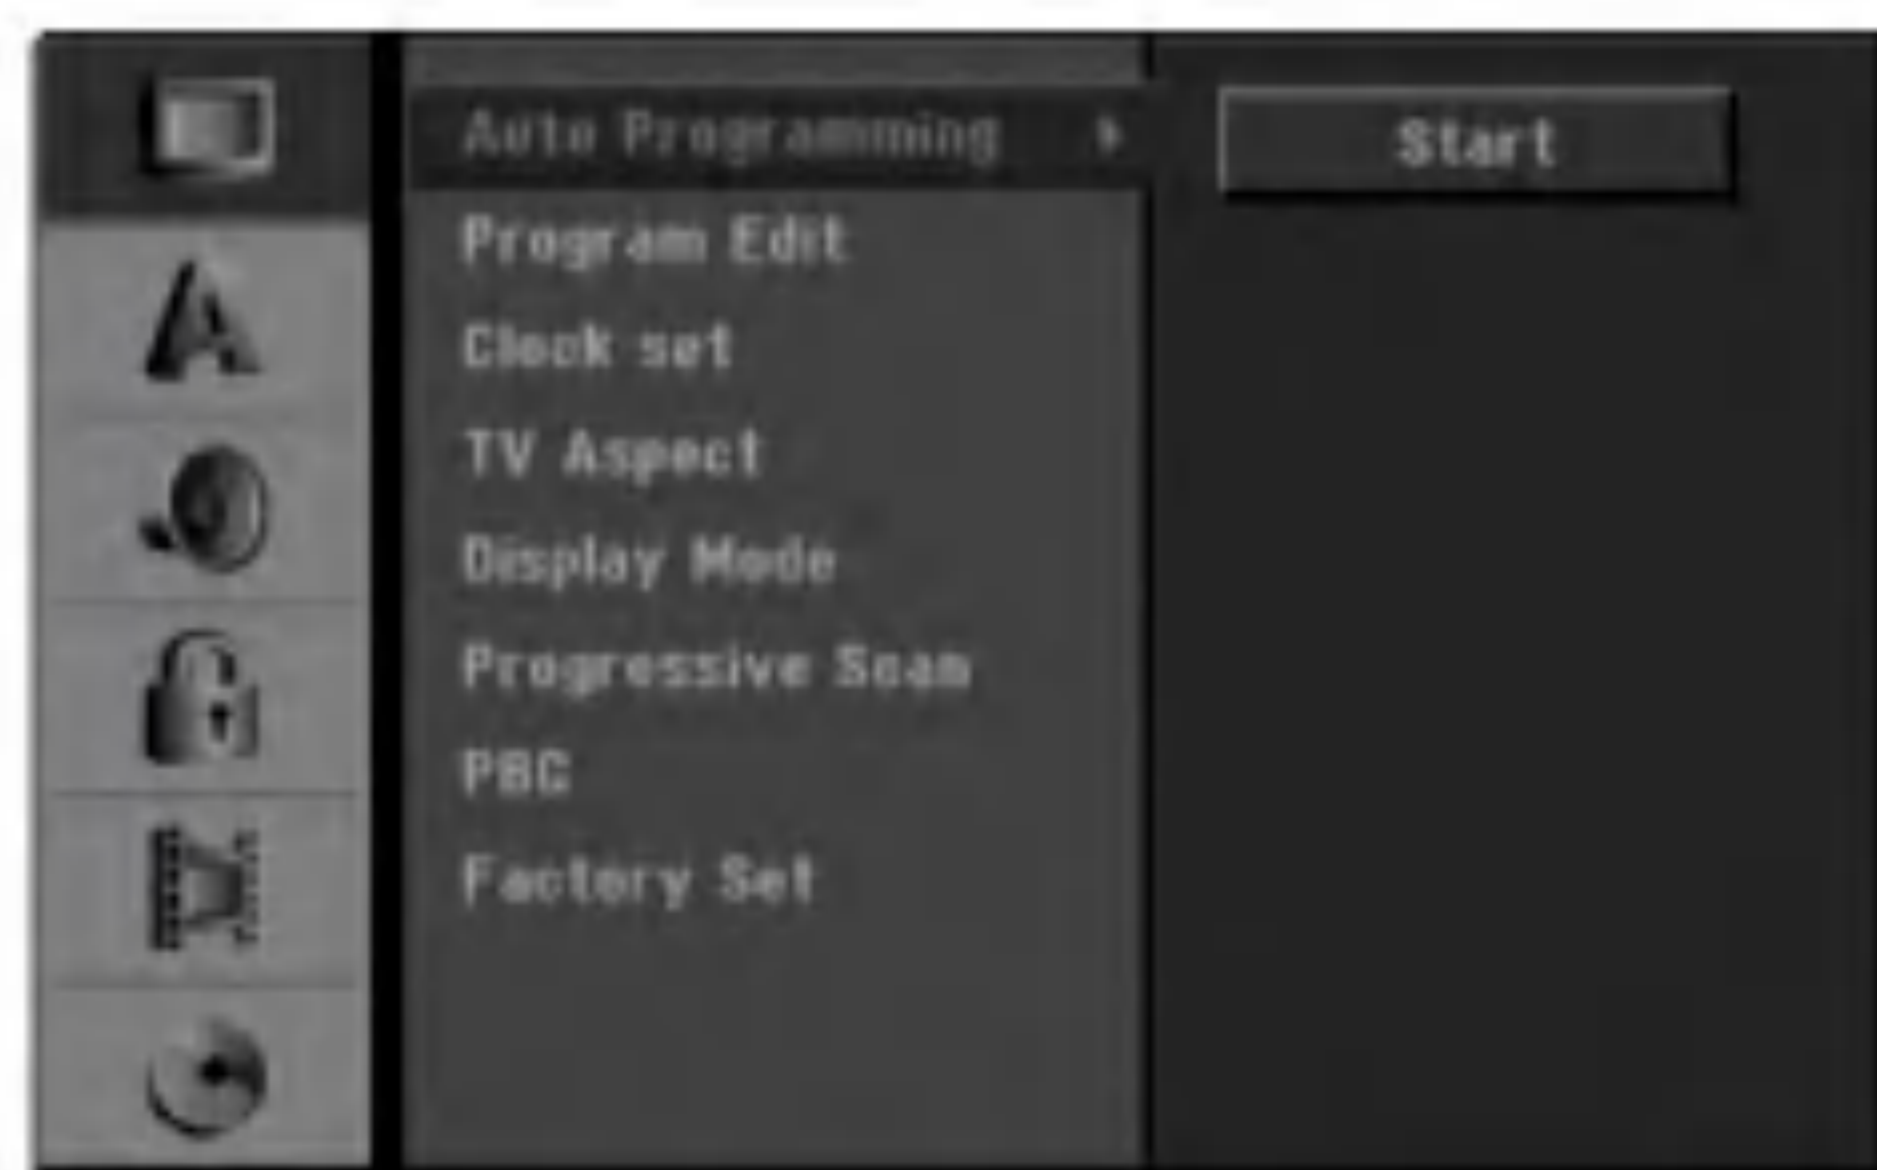 Auto Programming
Start
Program Edit
Clock set
TV Aspect
Display Mode
Progressive Scan
PBC
Factory Set